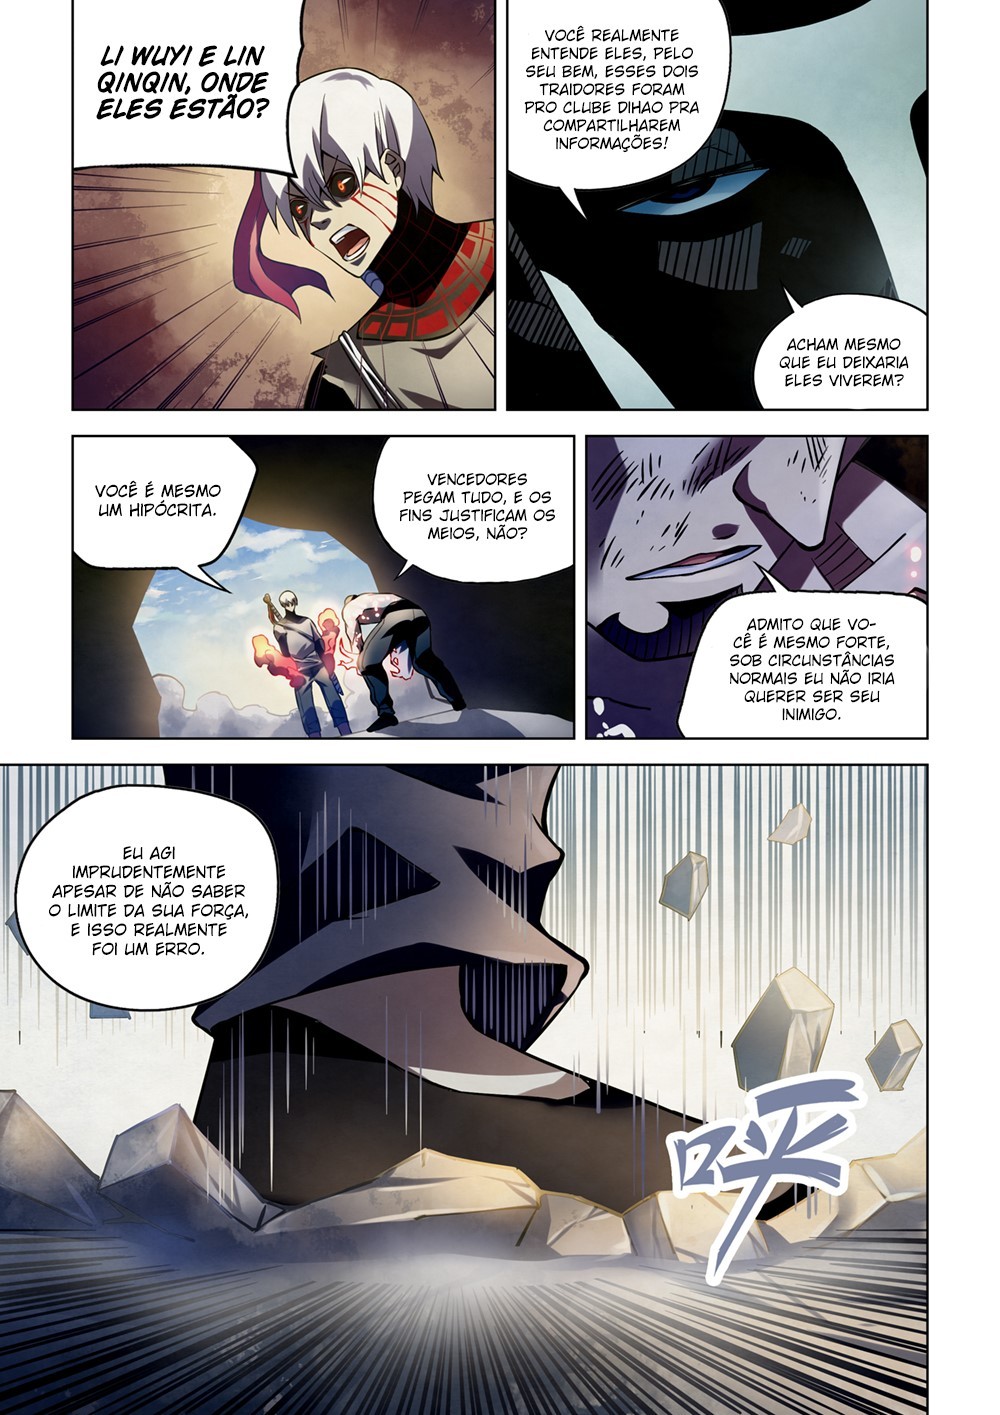 LI WUYI E LIN
QINQIN, ONDE
ELES ESTÃO?
VOCÊ REALMENTE
ENTENDE ELES, PELO
SEU BEM, ESSES DOIS
TRAIDORES FORAM
PRO CLUBE DIHAO PRA
COMPARTILHAREM
INFORMAÇÕES!
ACHAM MESMO
QUE EU DEIXARIA
ELES VIVEREM?
VOCÊ É MESMO
UM HIPÓCRITA.
VENCEDORES
PEGAM TUDO, E OS
FINS JUSTIFICAM OS
MEIOS, NÃO?
ADMITO QUE VO-
CÊ É MESMO FORTE,
SOB CIRCUNSTÂNCIAS
NORMAIS EU NÃO IRIA
QUERER SER SEU
INIMIGO.
EU AGI
IMPRUDENTEMENTE
APESAR DE NÃO SABER
O LIMITE DA SUA FORÇA,
E ISSO REALMENTE
FOI UM ERRO.
呼